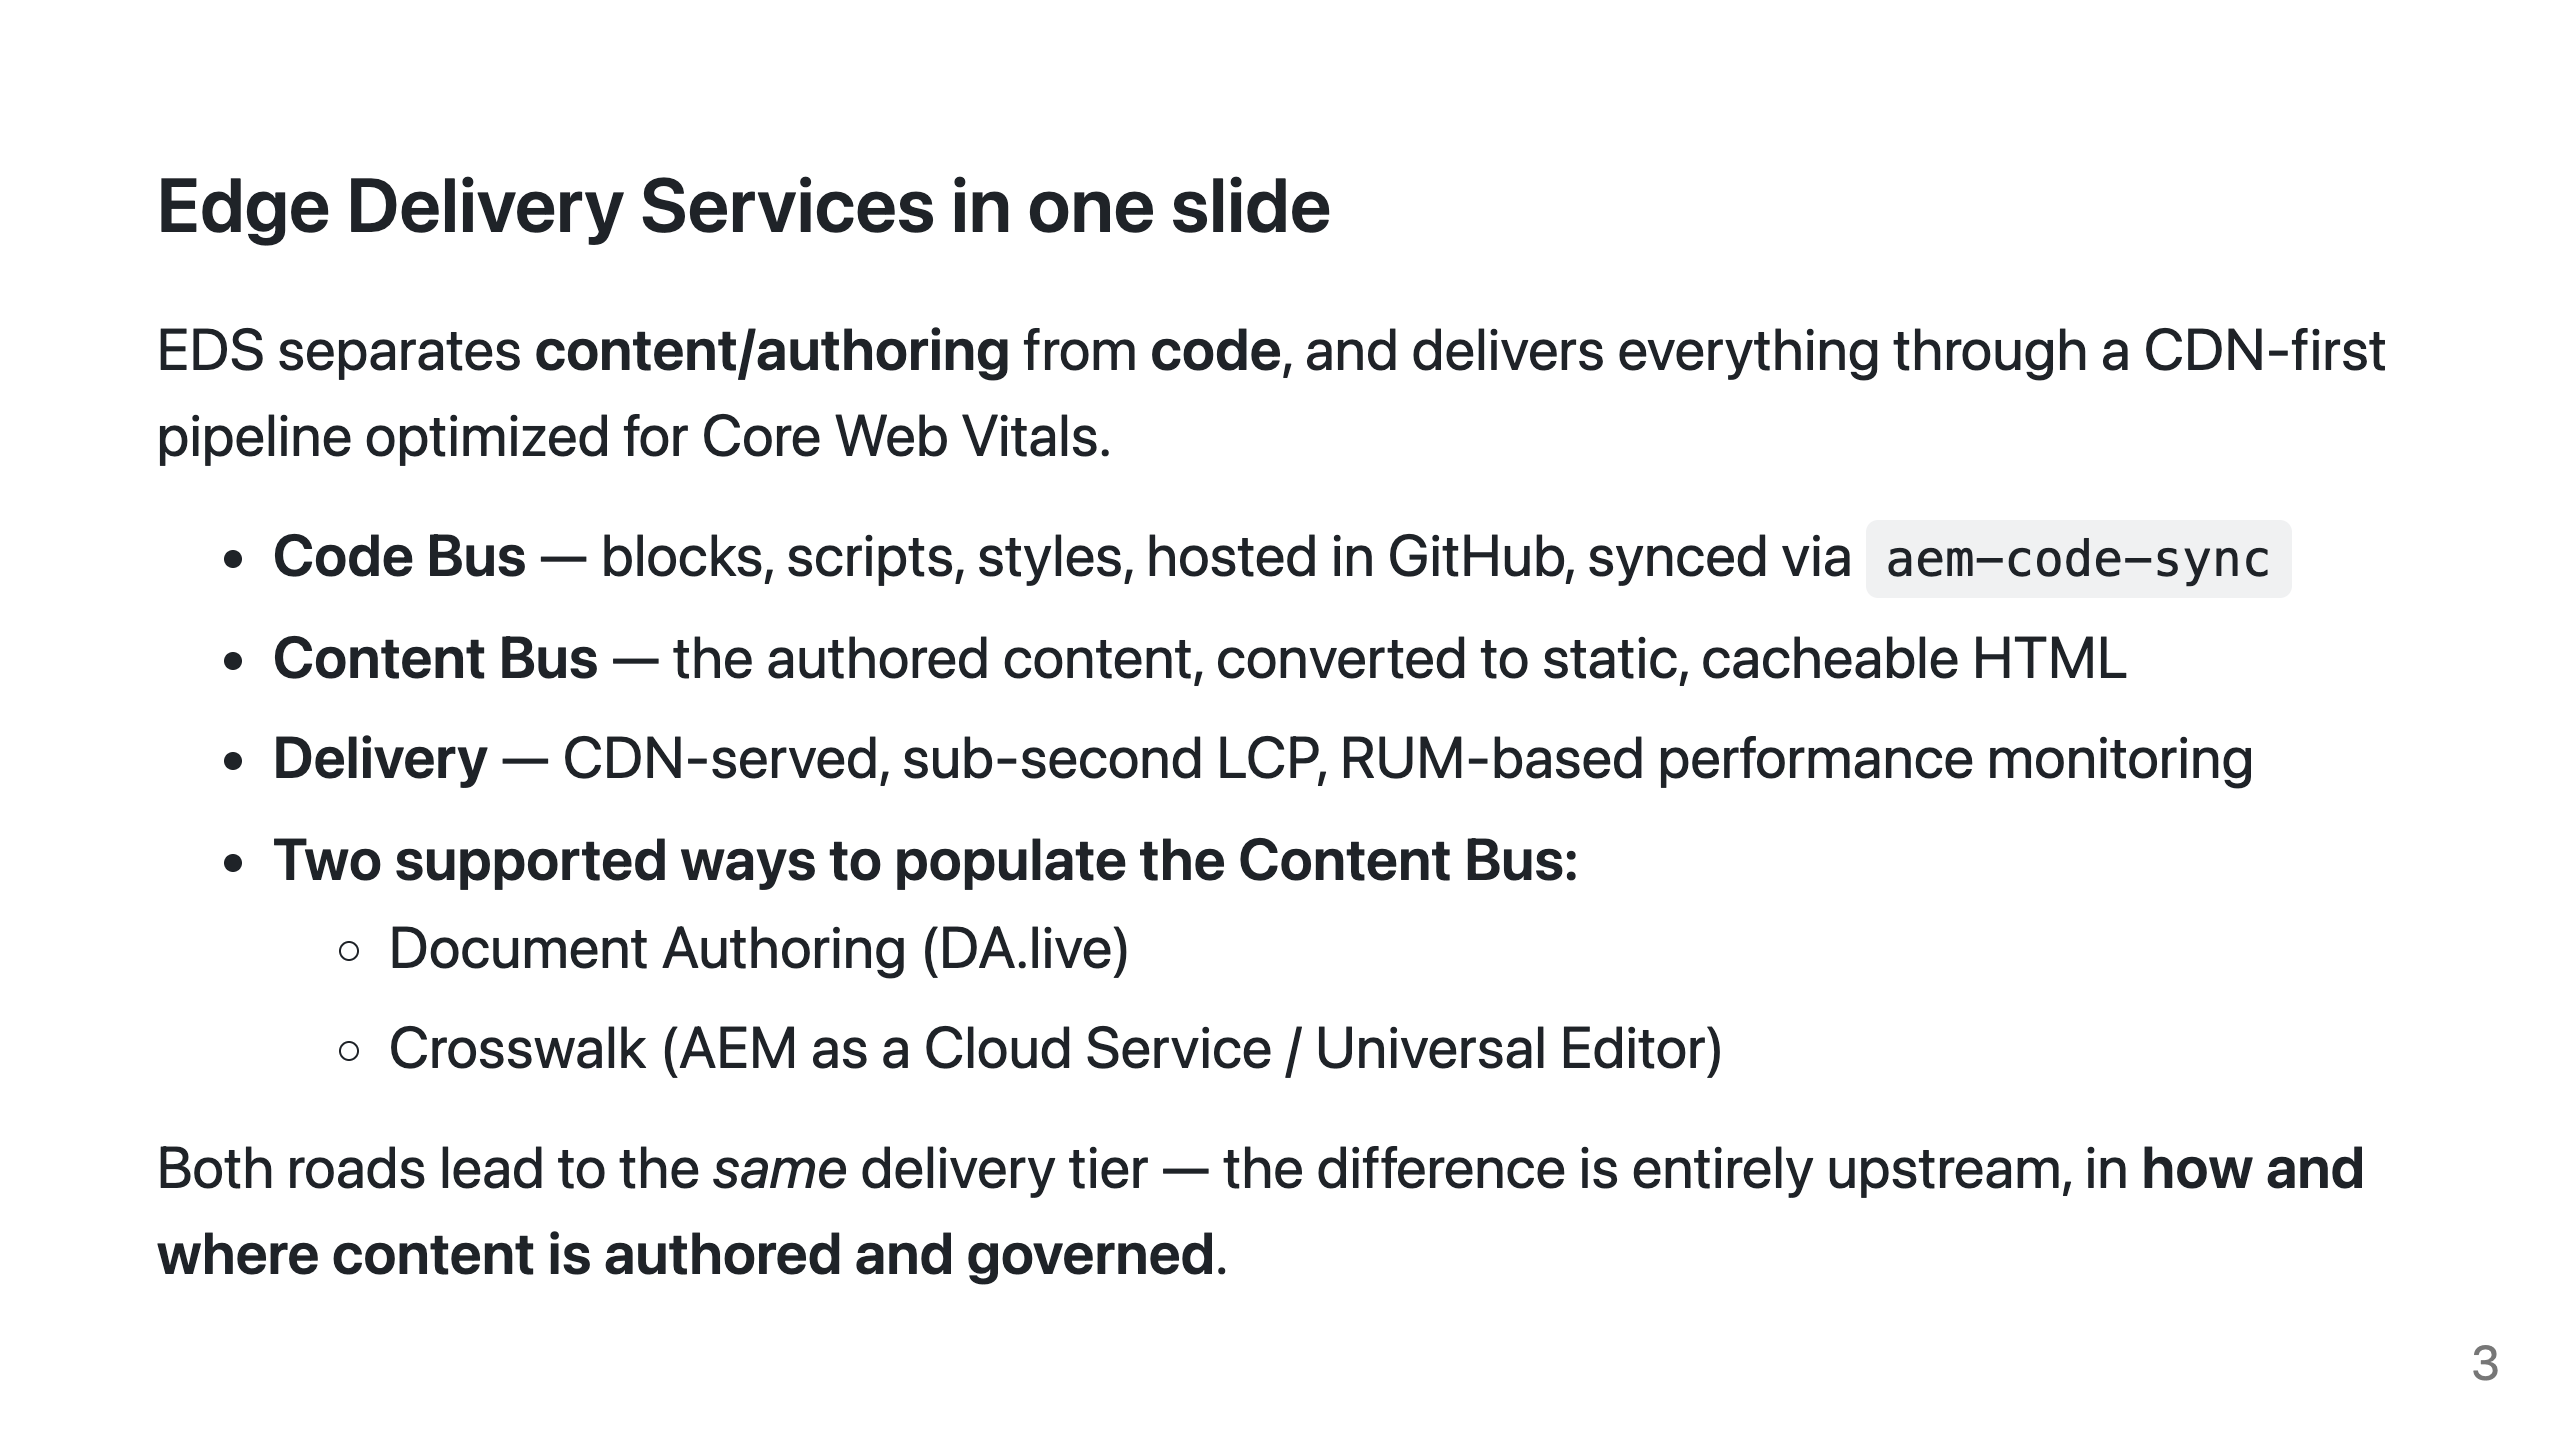 Edge Delivery Services in one slide
EDS separates content/authoring from code, and delivers everything through a CDN-first
pipeline optimized for Core Web Vitals.
• Code Bus — blocks, scripts, styles, hosted in GitHub, synced via aem-code-sync
• Content Bus — the authored content, converted to static, cacheable HTML
• Delivery — CDN-served, sub-second LCP, RUM-based performance monitoring
• Two supported ways to populate the Content Bus:
◦ Document Authoring (DA.live)
◦ Crosswalk (AEM as a Cloud Service / Universal Editor)
Both roads lead to the same delivery tier — the difference is entirely upstream, in how and
where content is authored and governed.
3